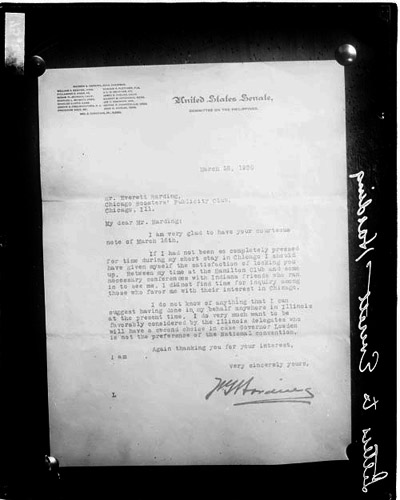 United States Senate,
COMMITTEE ON THE PHILIPPINES
March 18, 1920
Mr. Everett Harding,
Chicago Boosters' Publicity Club,
Chicago, Ill.
My dear Mr. Harding:
I am very glad to have your courteous
note of March 16th.
If I had not been so completely pressed
for time during my short stay in Chicago I should
have given myself the satisfaction of looking you
up. Between my time at the Hamilton Club and some
necessary conferences with Indiana friends who ran
in to see me, I did not find time for inquiry among
those who favor me with their interest in Chicago.
I do not know of anything that I can
suggest having done in my behalf anywhere in Illinois
at the present time. I do very much want to be
favorably considered by the Illinois delegates who
will have a second choice in case Governor Lowden
is not the preference of the National Convention.
Again thanking you for your interest,
I am
Very sincerely yours,
WG Harding
L
Letter to Everett Harding